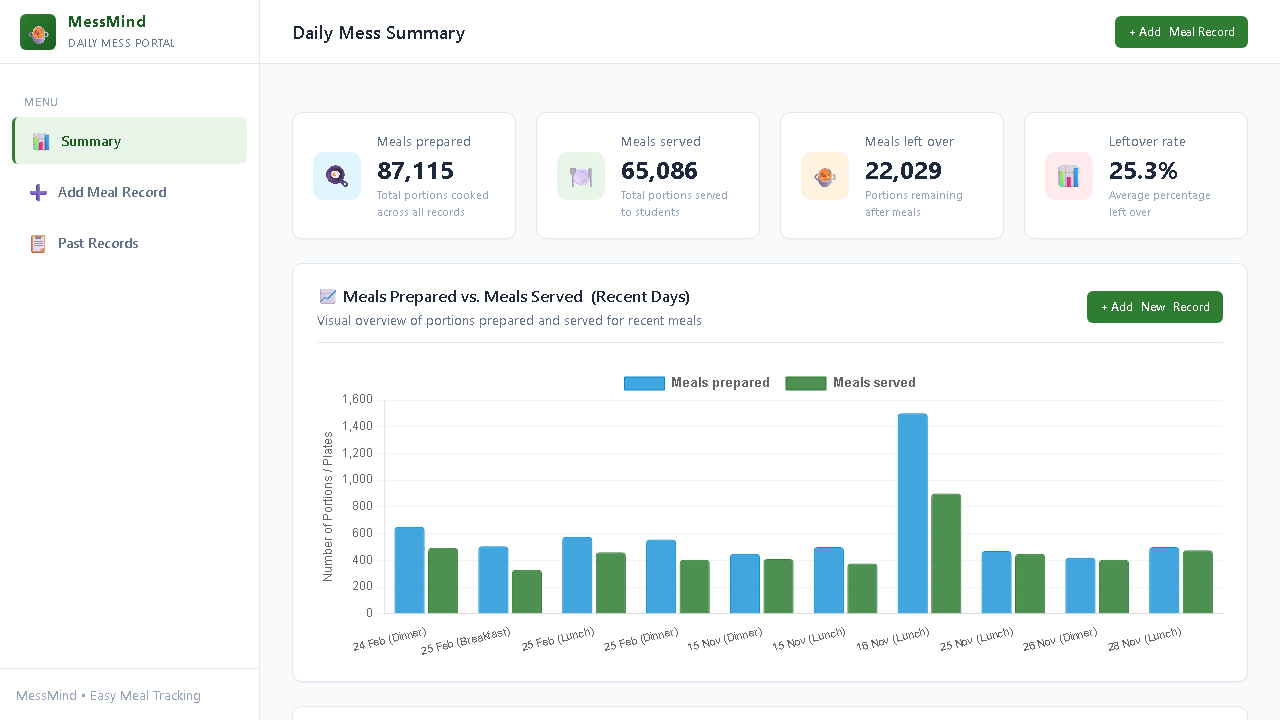 MessMind
DAILY MESS PORTAL
MENU
Summary
Add Meal Record
Past Records
MessMind • Easy Meal Tracking
Daily Mess Summary
+ Add Meal Record
Meals prepared
87,115
Total portions cooked
across all records
Meals served
65,086
Total portions served
to students
Meals left over
22,029
Portions remaining
after meals
Leftover rate
25.3%
Average percentage
left over
Meals Prepared vs. Meals Served (Recent Days)
Visual overview of portions prepared and served for recent meals
+ Add New Record
Meals prepared
Meals served
Number of Portions / Plates
1,600
1,400
1,200
1,000
800
600
400
200
0
24 Feb (Dinner)
25 Feb (Breakfast)
25 Feb (Lunch)
25 Feb (Dinner)
15 Nov (Dinner)
15 Nov (Lunch)
16 Nov (Lunch)
25 Nov (Lunch)
26 Nov (Dinner)
28 Nov (Lunch)